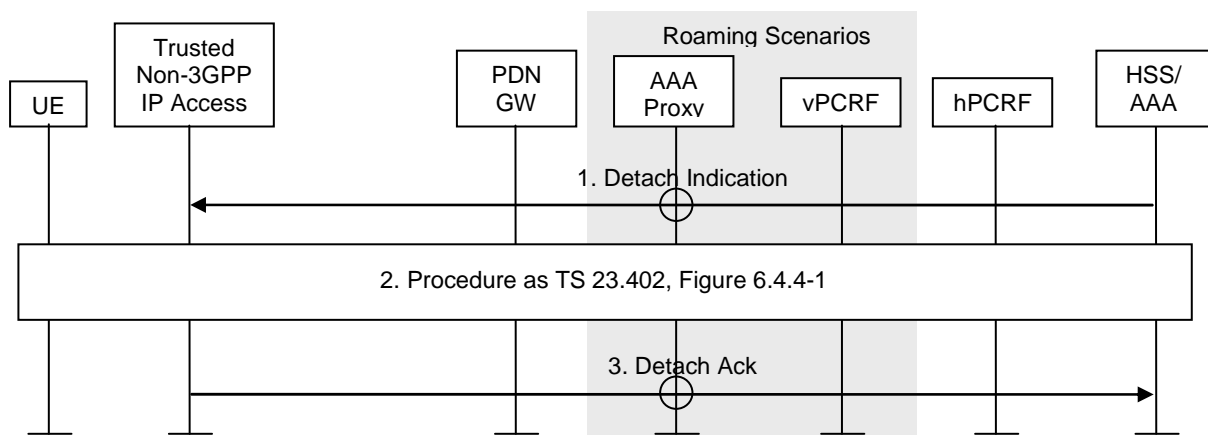 Roaming Scenarios
UE
Trusted
Non-3GPP
IP Access
PDN
GW
AAA
Proxy
vPCRF
hPCRF
HSS/
AAA
1. Detach Indication
2. Procedure as TS 23.402, Figure 6.4.4-1
3. Detach Ack